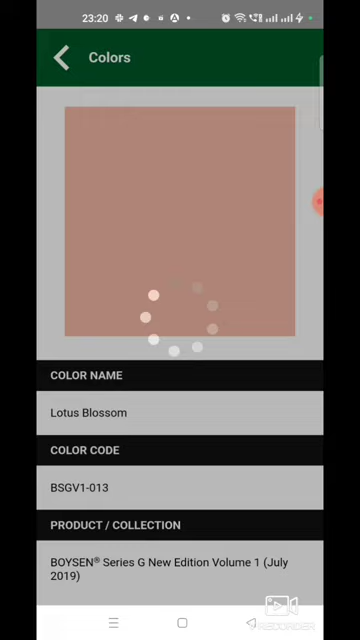 23:20
Colors
COLOR NAME
Lotus Blossom
COLOR CODE
BSGV1-013
PRODUCT / COLLECTION
BOYSEN® Series G New Edition Volume 1 (July
2019)
RECORDER